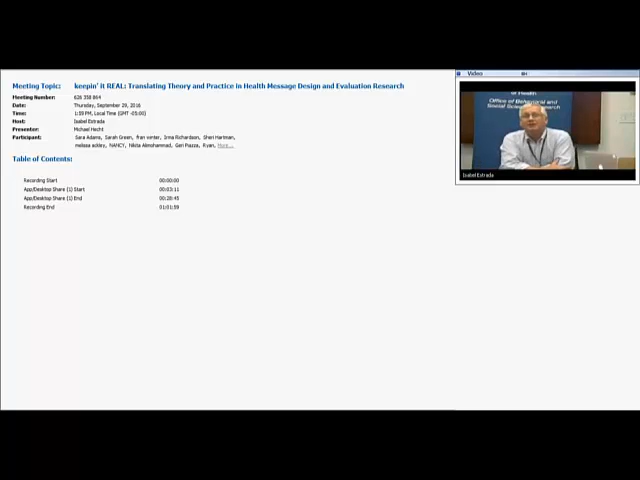 Meeting Topic: keepin' it REAL: Translating Theory and Practice in Health Message Design and Evaluation Research
Meeting Number: 626 358 864
Date: Thursday, September 29, 2016
Time: 1:59 PM, Local Time (GMT -05:00)
Host: Isabel Estrada
Presenter: Michael Hecht
Participant: Sara Adams, Sarah Green, fran winter, Irma Richardson, Sheri Hartman,
melissa ackley, NANCY, Nikita Alimohammad, Geri Piazza, Ryan, More...
Table of Contents:
Recording Start 00:00:00
App/Desktop Share (1) Start 00:03:11
App/Desktop Share (1) End 00:28:45
Recording End 01:01:59
Video
of Health
Office of Behavioral and
Social Sciences Research
Isabel Estrada